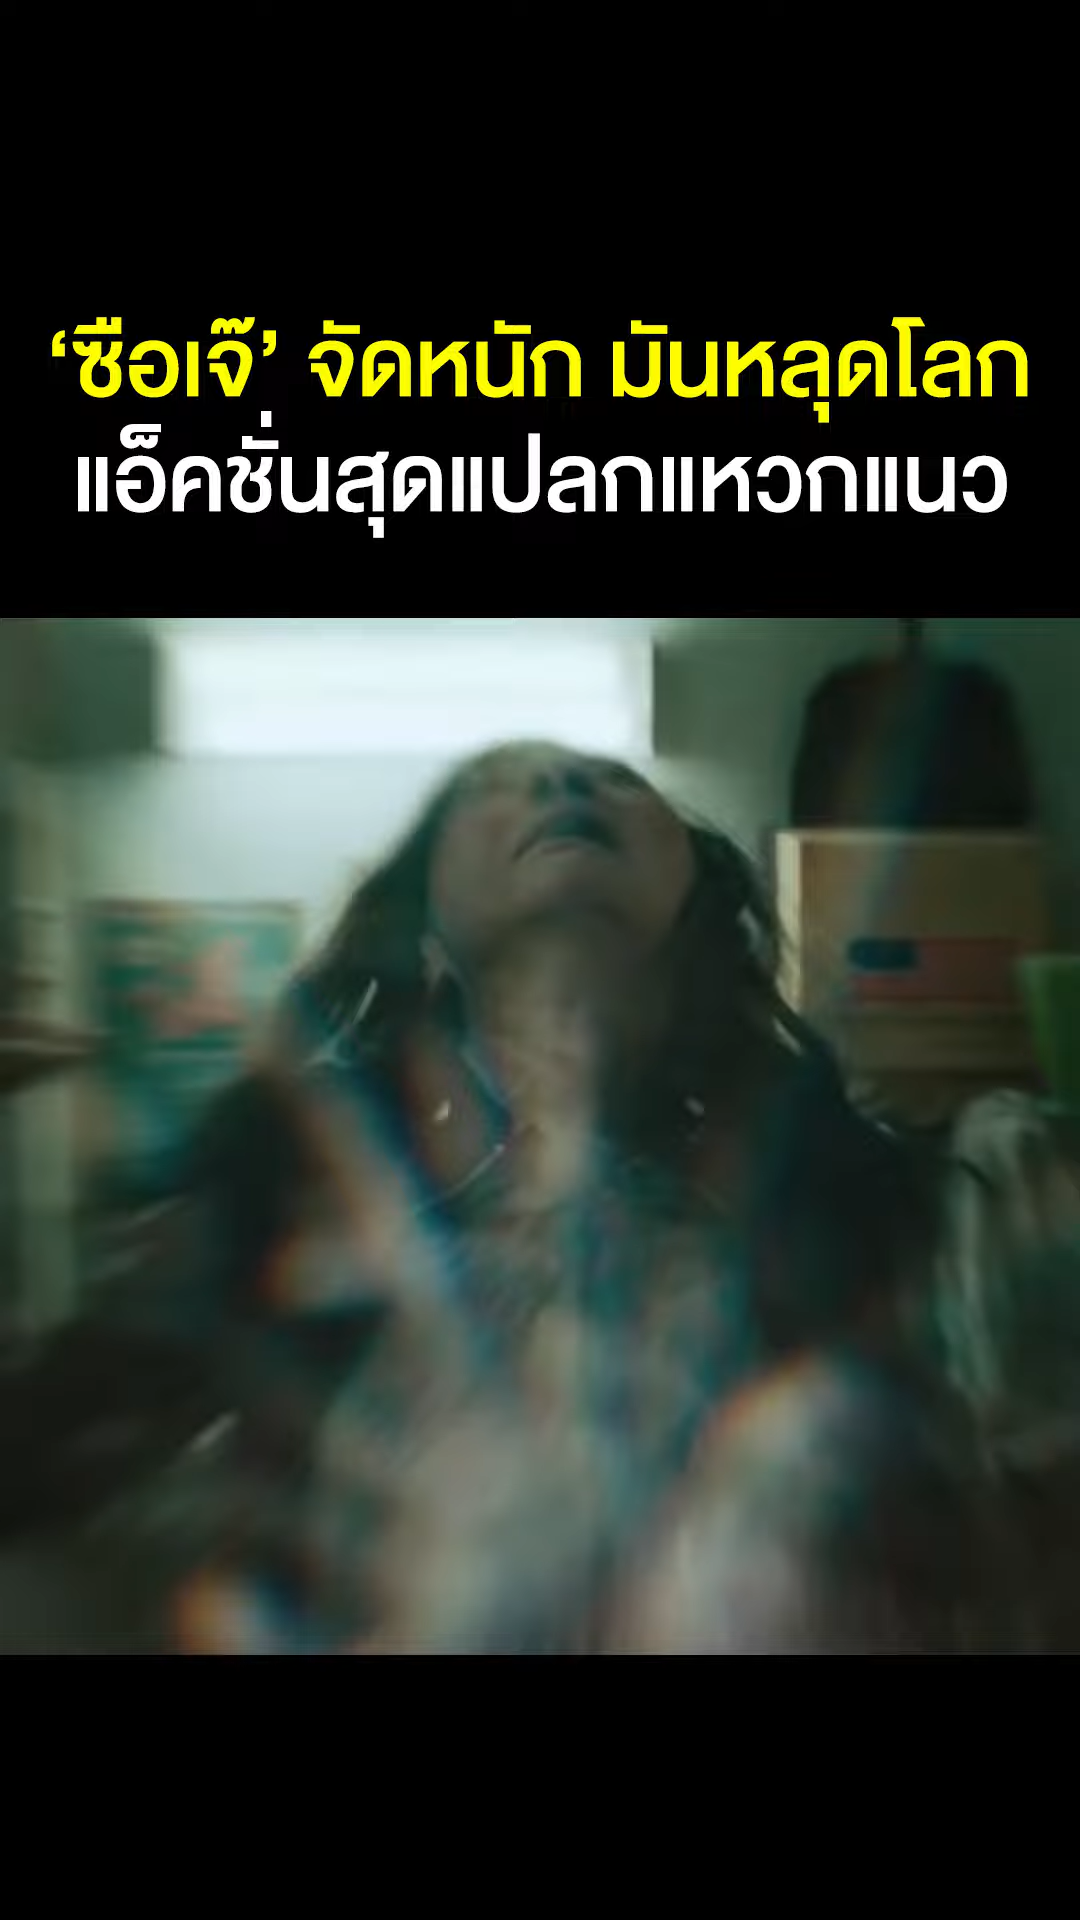 ‘ซือเจ๊’ จัดหนัก มันหลุดโลก
แอ็คชั่นสุดแปลกแหวกแนว